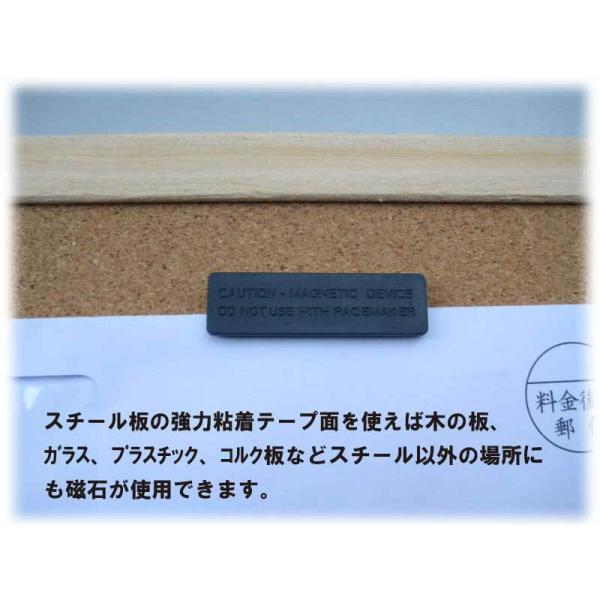 CAUTION - MAGNETIC DEVICE
DO NOT USE WITH PACEMAKER
料金後
郵
スチール板の強力粘着テープ面を使えば木の板、
ｶﾞﾗｽ、ﾌﾟﾗｽﾁｯｸ、ｺﾙｸ板などスチール以外の場所に
も磁石が使用できます。